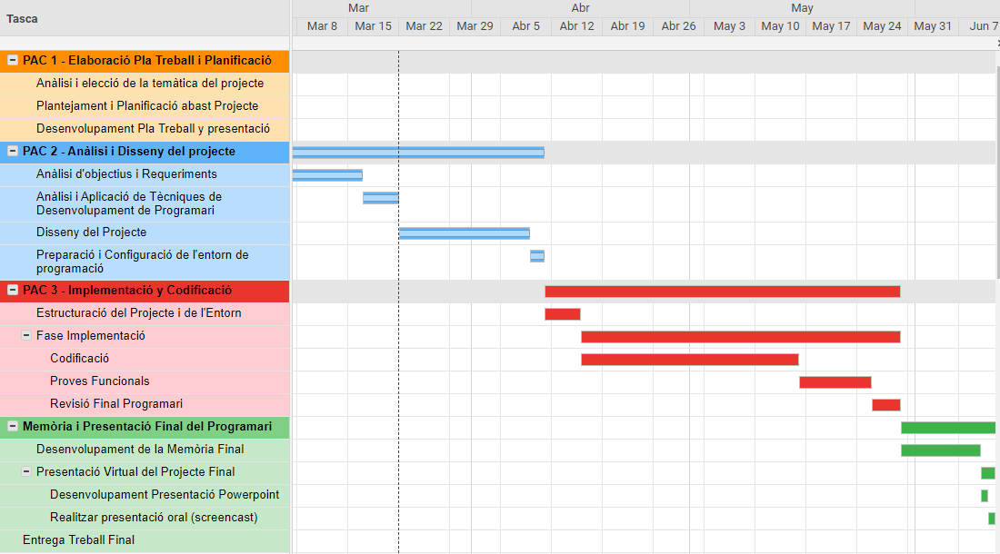 Tasca
Mar Abr May
Mar 8 Mar 15 Mar 22 Mar 29 Abr 5 Abr 12 Abr 19 Abr 26 May 3 May 10 May 17 May 24 May 31 Jun 7
PAC 1 - Elaboració Pla Treball i Planificació
Anàlisi i elecció de la temàtica del projecte
Plantejament i Planificació abast Projecte
Desenvolupament Pla Treball y presentació
PAC 2 - Anàlisi i Disseny del projecte
Anàlisi d'objectius i Requeriments
Anàlisi i Aplicació de Tècniques de
Desenvolupament de Programari
Disseny del Projecte
Preparació i Configuració de l'entorn de
programació
PAC 3 - Implementació y Codificació
Estructuració del Projecte i de l'Entorn
Fase Implementació
Codificació
Proves Funcionals
Revisió Final Programari
Memòria i Presentació Final del Programari
Desenvolupament de la Memòria Final
Presentació Virtual del Projecte Final
Desenvolupament Presentació Powerpoint
Realitzar presentació oral (screencast)
Entrega Treball Final